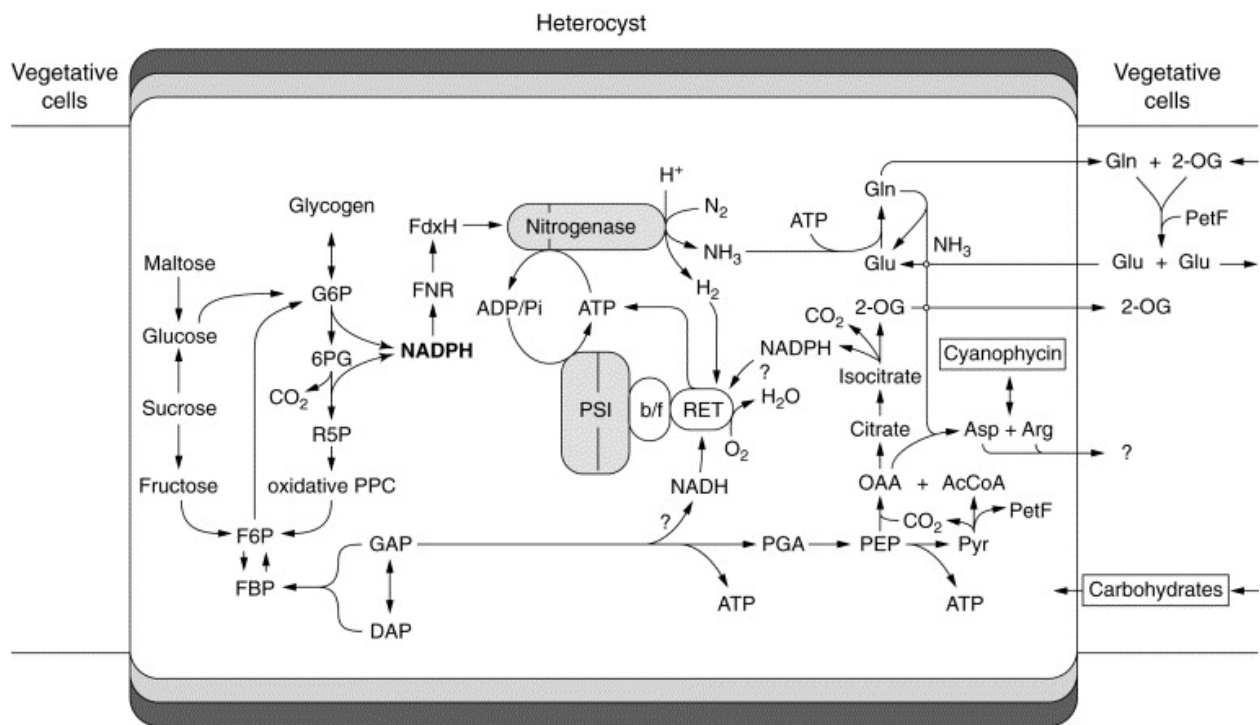 Heterocyst
Vegetative
cells
Vegetative
cells
Gln + 2-OG
H+
Gln
N2
Glycogen
FdxH
Nitrogenase
ATP
PetF
NH3
NH3
Maltose
Glu
Glu + Glu
G6P
FNR
H2
ADP/Pi
ATP
2-OG
2-OG
CO2
Glucose
NADPH
NADPH
6PG
Cyanophycin
?
Isocitrate
CO2
H2O
Sucrose
PSI
b/f
RET
R5P
Citrate
Asp + Arg
O2
?
Fructose
oxidative PPC
NADH
OAA + AcCoA
PetF
?
CO2
F6P
GAP
PGA
PEP
Pyr
FBP
Carbohydrates
ATP
ATP
DAP